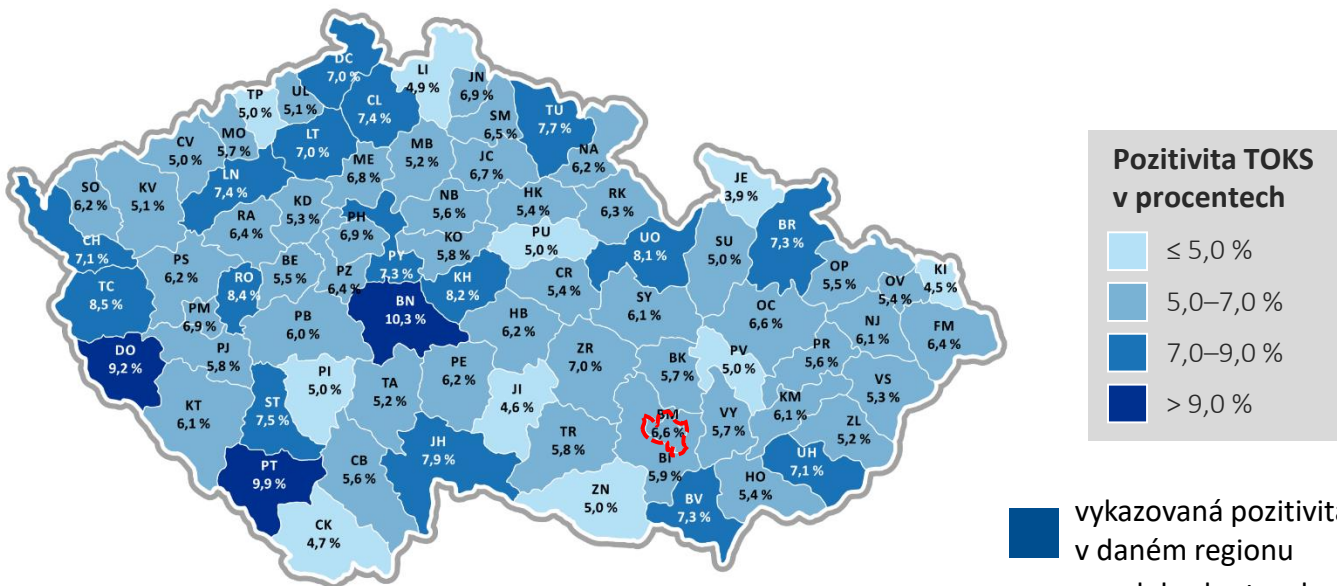 DC
7,0 %
LI
4,9 %
JN
6,9 %
TP
5,0 %
UL
5,1 %
CL
7,4 %
SM
6,5 %
TU
7,7 %
CV
5,0 %
MO
5,7 %
LT
7,0 %
MB
5,2 %
JC
6,7 %
NA
6,2 %
ME
6,8 %
LN
7,4 %
SO
6,2 %
KV
5,1 %
RA
6,4 %
KD
5,3 %
PH
6,9 %
NB
5,6 %
HK
5,4 %
RK
6,3 %
JE
3,9 %
CH
7,1 %
PS
6,2 %
RO
8,4 %
BE
5,5 %
PZ
6,4 %
PY
7,3 %
KO
5,8 %
PU
5,0 %
UO
8,1 %
SU
5,0 %
BR
7,3 %
TC
8,5 %
PM
6,9 %
PB
6,0 %
BN
10,3 %
KH
8,2 %
CR
5,4 %
SY
6,1 %
OC
6,6 %
OP
5,5 %
OV
5,4 %
KI
4,5 %
DO
9,2 %
PJ
5,8 %
HB
6,2 %
NJ
6,1 %
FM
6,4 %
PI
5,0 %
TA
5,2 %
PE
6,2 %
ZR
7,0 %
BK
5,7 %
PV
5,0 %
PR
5,6 %
KT
6,1 %
ST
7,5 %
JI
4,6 %
VS
5,3 %
BM
6,6 %
VY
5,7 %
KM
6,1 %
ZL
5,2 %
PT
9,9 %
CB
5,6 %
JH
7,9 %
TR
5,8 %
BI
5,9 %
HO
5,4 %
UH
7,1 %
CK
4,7 %
ZN
5,0 %
BV
7,3 %
Pozitivita TOKS
v procentech
≤ 5,0 %
5,0–7,0 %
7,0–9,0 %
> 9,0 %
vykazovaná pozitivita
v daném regionu